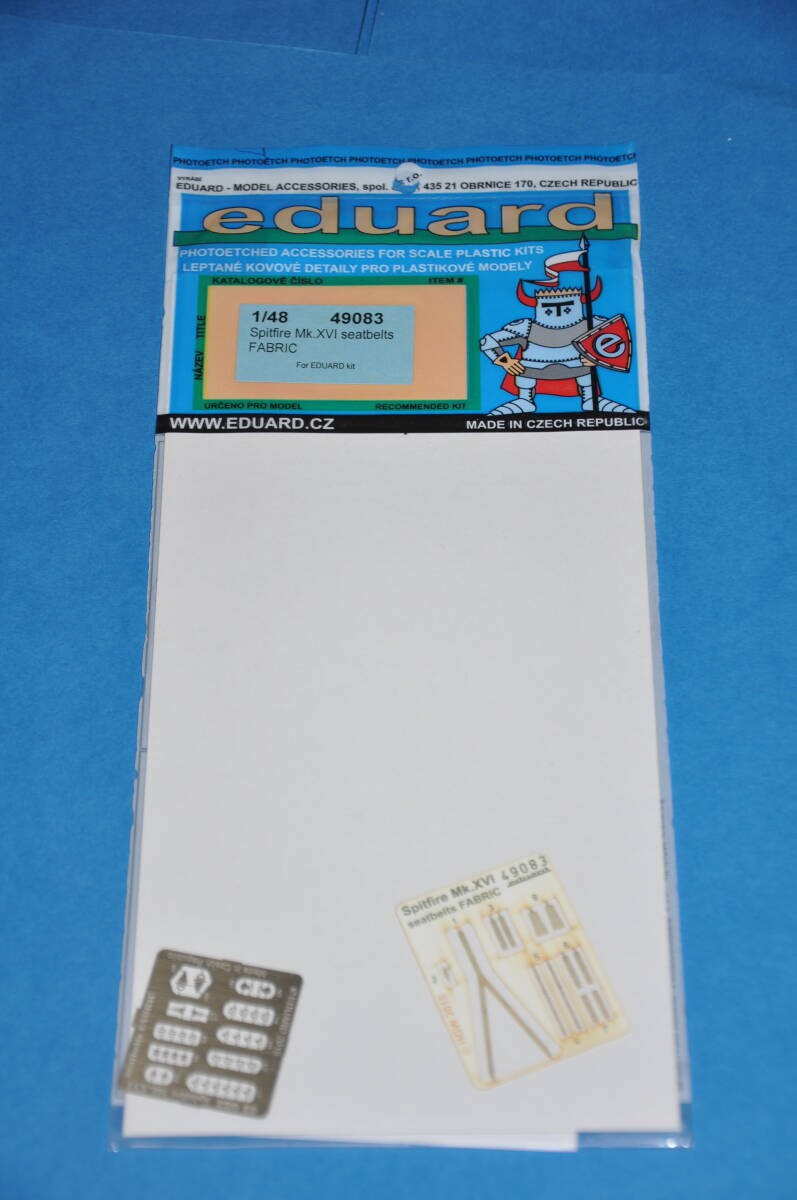 PHOTOETCH PHOTOETCH PHOTOETCH PHOTOETCH PHOTOETCH PHOTOETCH PHOTOETCH PHOTOETCH
VYRÁBÍ
EDUARD - MODEL ACCESSORIES, spol. r.o. 435 21 OBRNICE 170, CZECH REPUBLIC
eduard
PHOTOETCHED ACCESSORIES FOR SCALE PLASTIC KITS
LEPTANÉ KOVOVÉ DETAILY PRO PLASTIKOVÉ MODELY
KATALOGOVÉ ČÍSLO ITEM #
NÁZEV TITLE
1/48 49083
Spitfire Mk.XVI seatbelts
FABRIC
For EDUARD kit
e
URČENO PRO MODEL RECOMMENDED KIT
WWW.EDUARD.CZ MADE IN CZECH REPUBLIC
Spitfire Mk.XVI 49083
seatbelts FABRIC eduard